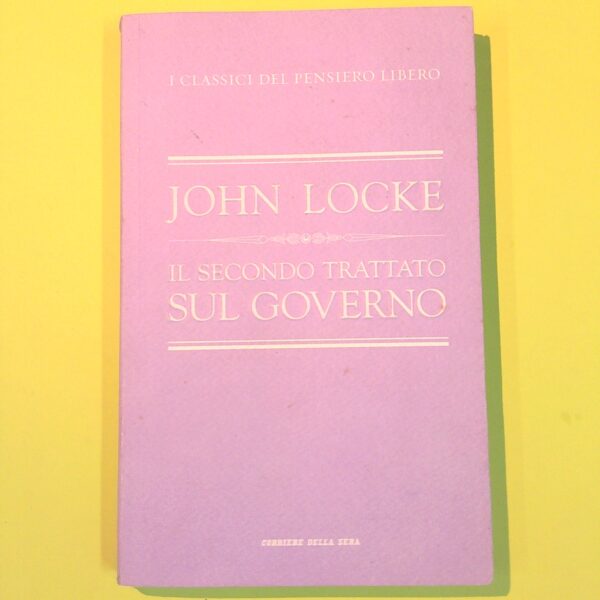 I CLASSICI DEL PENSIERO LIBERO
JOHN LOCKE
IL SECONDO TRATTATO
SUL GOVERNO
CORRIERE DELLA SERA